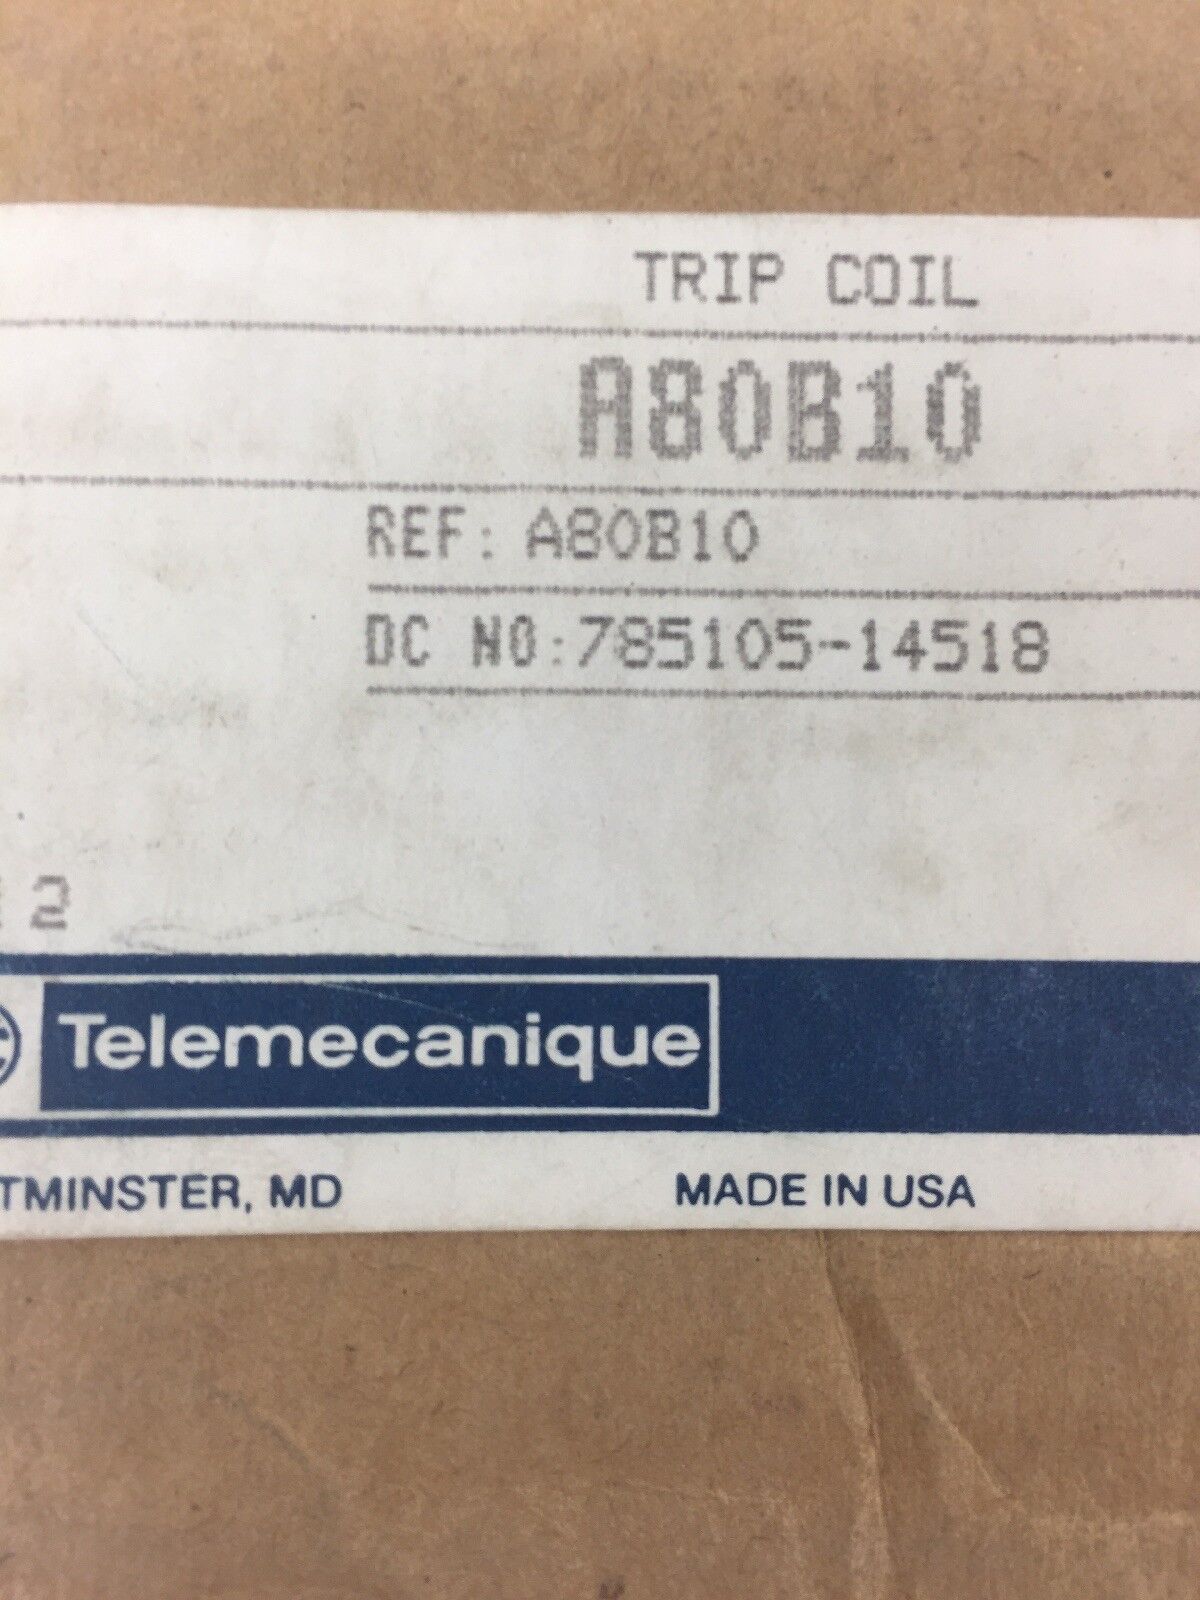 TRIP COIL
A80B10
REF: A80B10
DC NO:785105-14518
2
Telemecanique
TMINSTER, MD
MADE IN USA